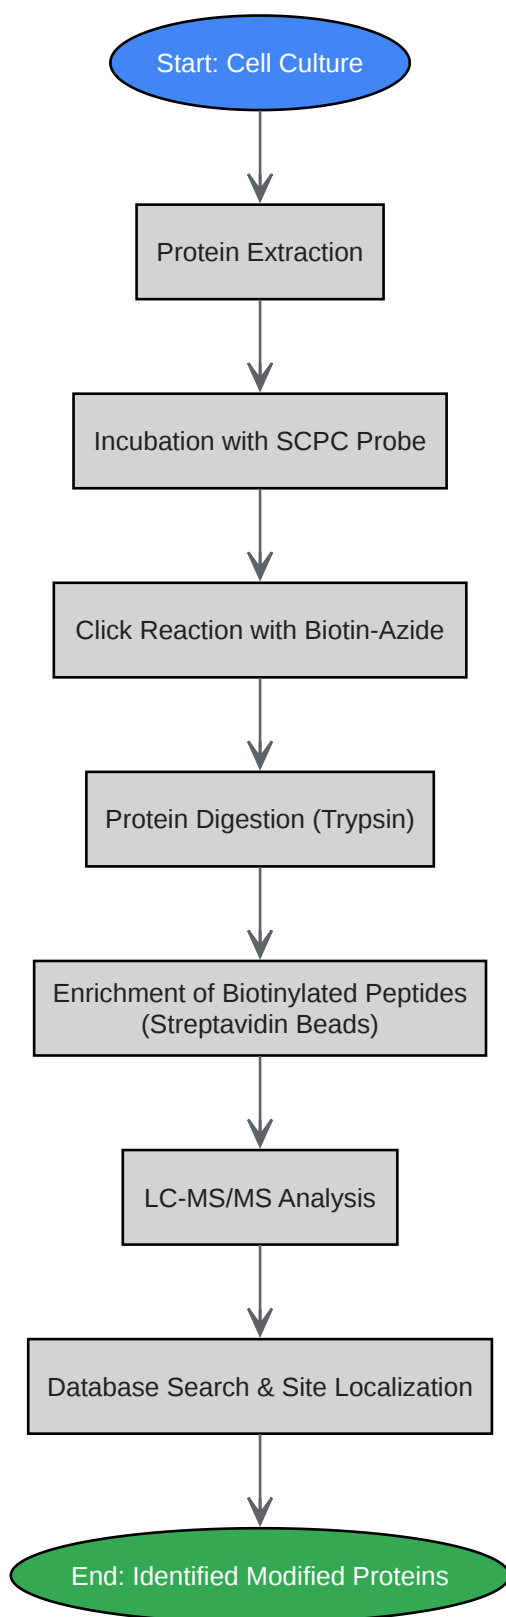 Start: Cell Culture
Protein Extraction
Incubation with SCPC Probe
Click Reaction with Biotin-Azide
Protein Digestion (Trypsin)
Enrichment of Biotinylated Peptides
(Streptavidin Beads)
LC-MS/MS Analysis
Database Search & Site Localization
End: Identified Modified Proteins